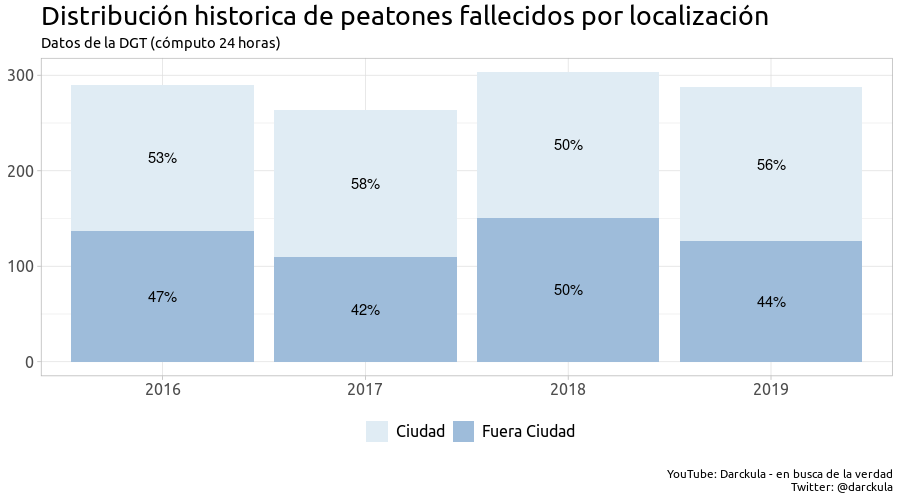 Distribución historica de peatones fallecidos por localización
Datos de la DGT (cómputo 24 horas)
300
200
100
0
53%
58%
50%
56%
47%
42%
50%
44%
2016 2017 2018 2019
Ciudad Fuera Ciudad
YouTube: Darckula - en busca de la verdad
Twitter: @darckula